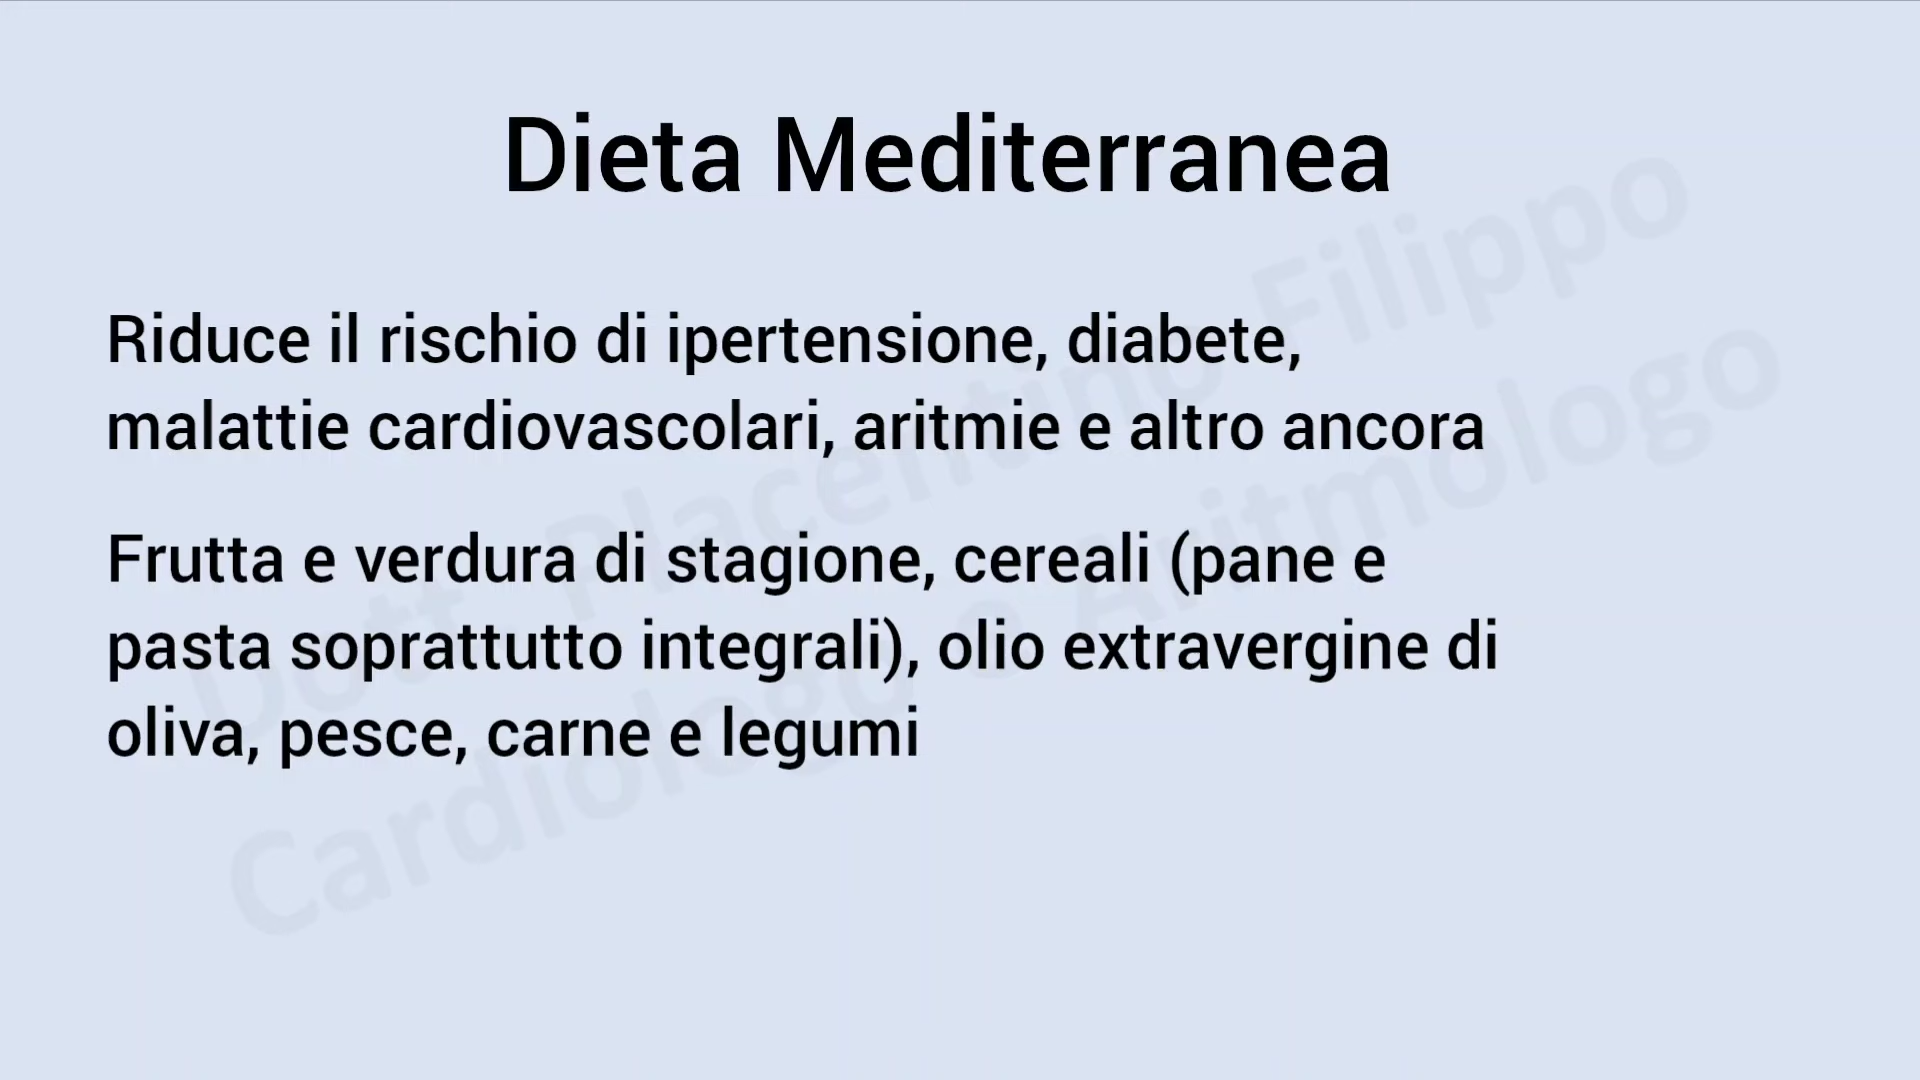 Dieta Mediterranea
Riduce il rischio di ipertensione, diabete,
malattie cardiovascolari, aritmie e altro ancora
Frutta e verdura di stagione, cereali (pane e
pasta soprattutto integrali), olio extravergine di
oliva, pesce, carne e legumi
Dott. Placentino Filippo
Cardiologo e Aritmologo